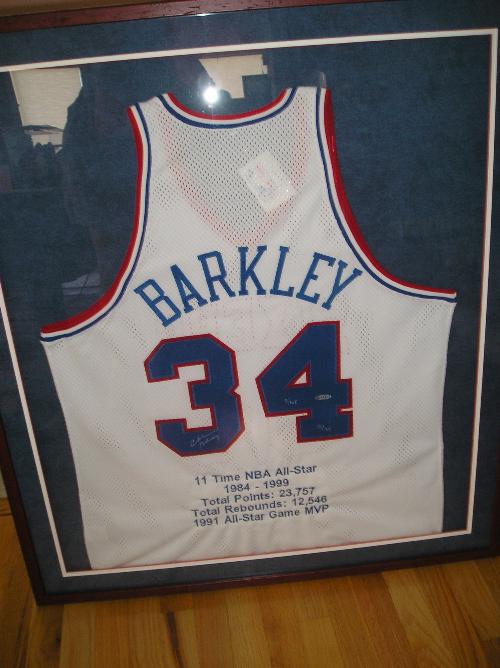 BARKLEY
34
11 Time NBA All-Star
1984 - 1999
Total Points: 23,757
Total Rebounds: 12,546
1991 All-Star Game MVP